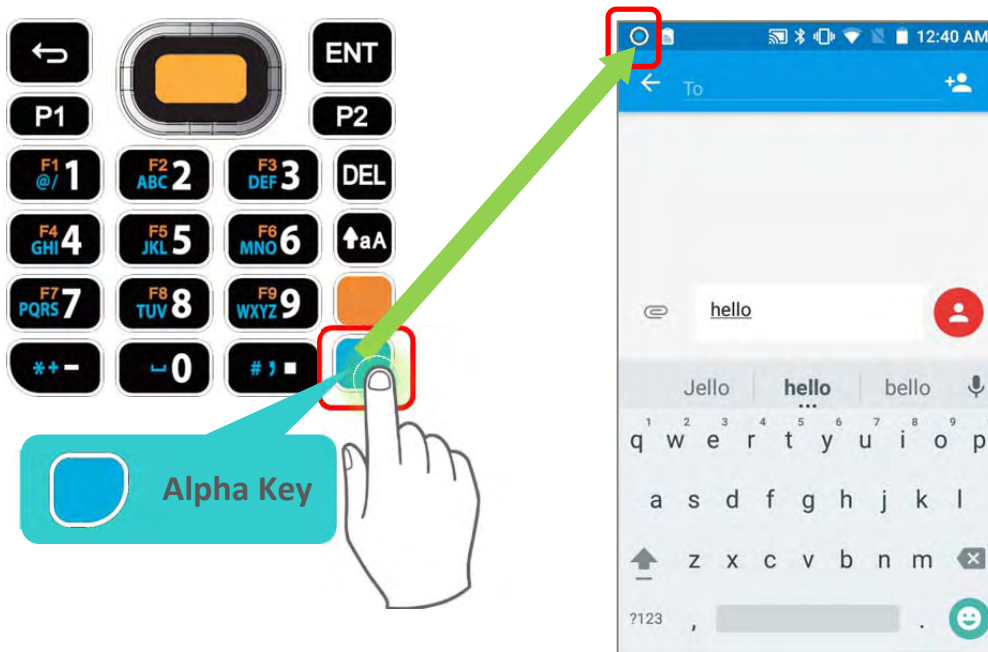 ENT
P1 P2
F1 @/ 1 F2 ABC 2 F3 DEF 3 DEL
F4 GHI 4 F5 JKL 5 F6 MNO 6 aA
F7 PQRS 7 F8 TUV 8 F9 WXYZ 9
*+- 0 # , .
Alpha Key
12:40 AM
To
hello
Jello hello bello
1 2 3 4 5 6 7 8 9
q w e r t y u i o p
a s d f g h j k l
z x c v b n m
?123 , .